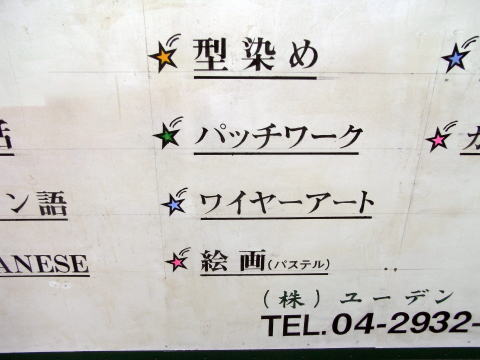 型染め
パッチワーク
ン語 ワイヤーアート
ANESE 絵画(パステル)
(株)ユーデン
TEL.04-2932-